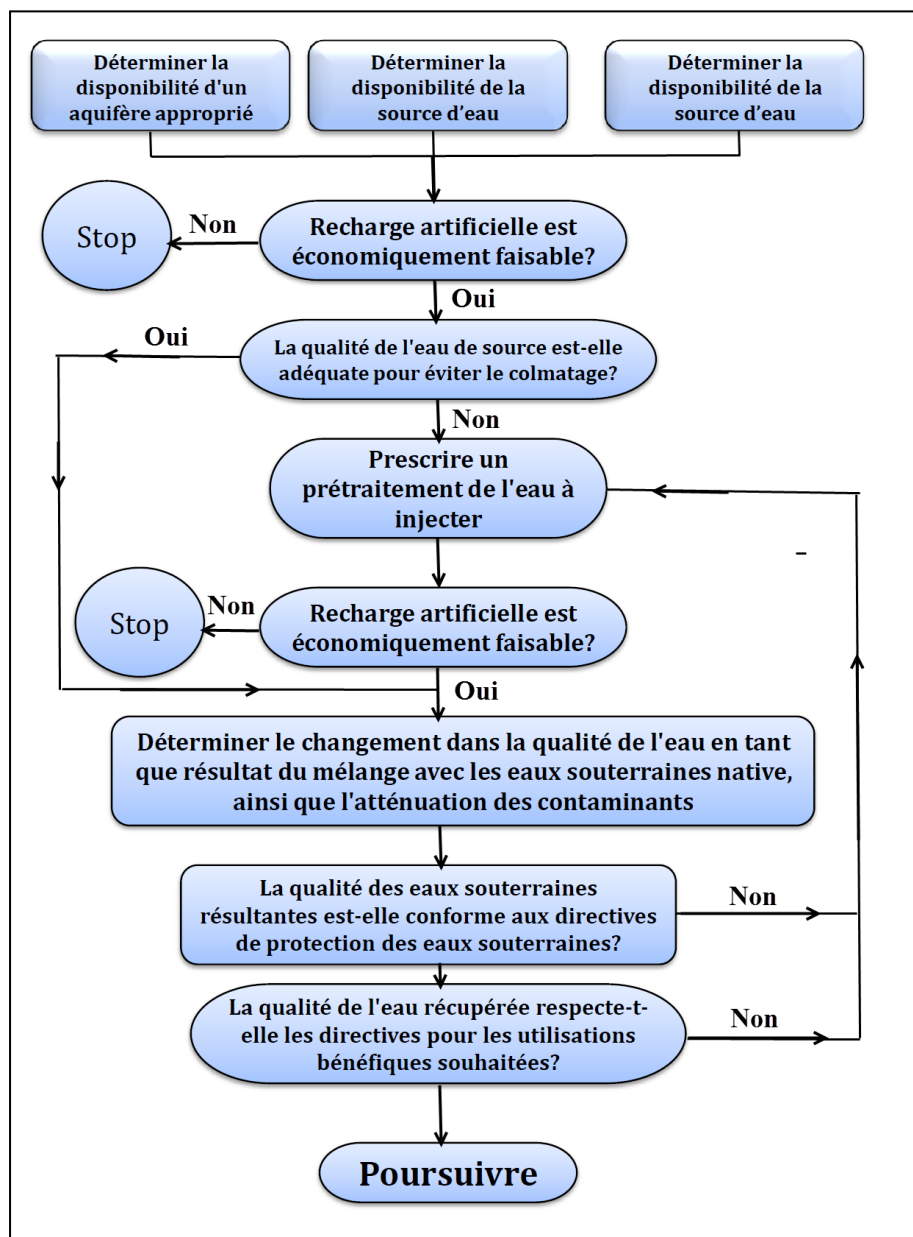 Déterminer la
disponibilité d'un
aquifère approprié
Déterminer la
disponibilité de la
source d’eau
Déterminer la
disponibilité de la
source d’eau
Stop
Non
Recharge artificielle est
économiquement faisable?
Oui
Oui
La qualité de l'eau de source est-elle
adéquate pour éviter le colmatage?
Non
Prescrire un
prétraitement de l'eau à
injecter
Stop
Non
Recharge artificielle est
économiquement faisable?
Oui
Déterminer le changement dans la qualité de l'eau en tant
que résultat du mélange avec les eaux souterraines native,
ainsi que l'atténuation des contaminants
La qualité des eaux souterraines
résultantes est-elle conforme aux directives
de protection des eaux souterraines?
Non
La qualité de l'eau récupérée respecte-t-
elle les directives pour les utilisations
bénéfiques souhaitées?
Non
Poursuivre